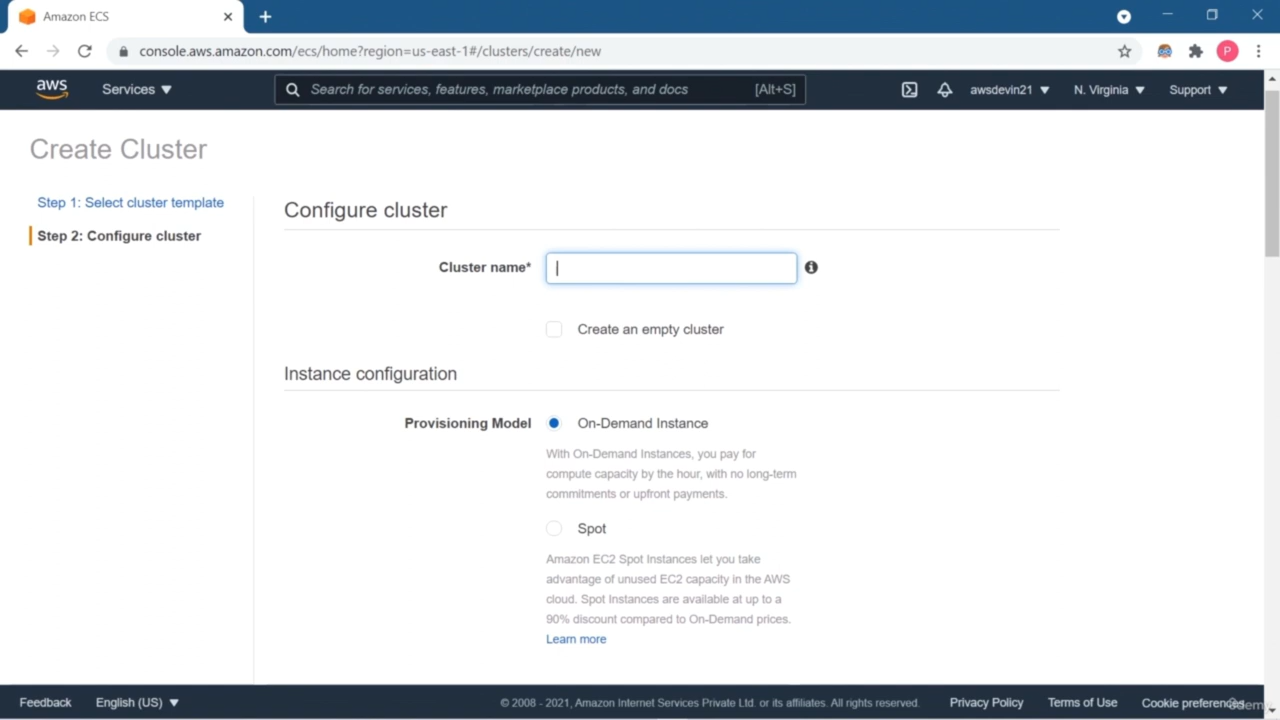 Amazon ECS
console.aws.amazon.com/ecs/home?region=us-east-1#/clusters/create/new
P
aws
Services
Search for services, features, marketplace products, and docs
[Alt+S]
awsdevin21
N. Virginia
Support
Create Cluster
Step 1: Select cluster template
Step 2: Configure cluster
Configure cluster
Cluster name*
Create an empty cluster
Instance configuration
Provisioning Model
On-Demand Instance
With On-Demand Instances, you pay for
compute capacity by the hour, with no long-term
commitments or upfront payments.
Spot
Amazon EC2 Spot Instances let you take
advantage of unused EC2 capacity in the AWS
cloud. Spot Instances are available at up to a
90% discount compared to On-Demand prices.
Learn more
Feedback
English (US)
© 2008 - 2021, Amazon Internet Services Private Ltd. or its affiliates. All rights reserved.
Privacy Policy
Terms of Use
Cookie preferences